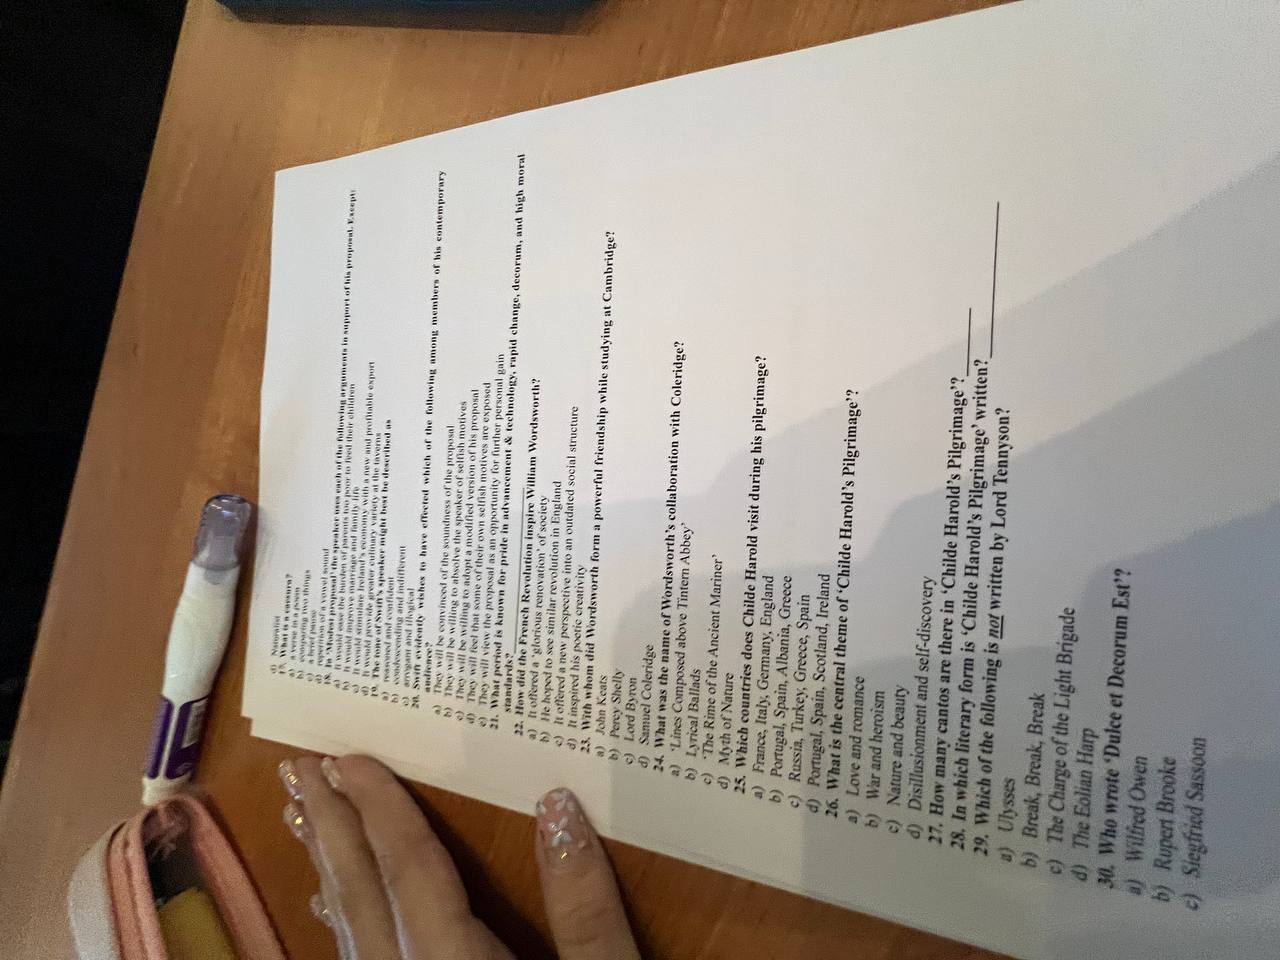 d) Naturalist
17. What is a caesura?
a) a verse in a poem
b) comparing two things
c) a brief pause
d) repetition of a vowel sound
18. In 'Modest proposal' the speaker uses each of the following arguments in support of his proposal. Except:
a) It would ease the burden of parents too poor to feed their children
b) It would improve marriage and family life
c) It would stimulate Ireland's economy with a new and profitable export
d) It would provide greater culinary variety at the taverns
19. The tone of Swift's speaker might best be described as
a) reasoned and confident
b) condescending and indifferent
c) arrogant and illogical
20. Swift evidently wishes to have effected which of the following among members of his contemporary
audience?
a) They will be convinced of the soundness of the proposal
b) They will be willing to absolve the speaker of selfish motives
c) They will be willing to adopt a modified version of his proposal
d) They will feel that some of their own selfish motives are exposed
e) They will view the proposal as an opportunity for further personal gain
21. What period is known for pride in advancement & technology, rapid change, decorum, and high moral
standards?
22. How did the French Revolution inspire William Wordsworth?
a) It offered a 'glorious renovation' of society
b) He hoped to see similar revolution in England
c) It offered a new perspective into an outdated social structure
d) It inspired his poetic creativity
23. With whom did Wordsworth form a powerful friendship while studying at Cambridge?
a) John Keats
b) Percy Shelly
c) Lord Byron
d) Samuel Coleridge
24. What was the name of Wordsworth's collaboration with Coleridge?
a) 'Lines Composed above Tintern Abbey'
b) Lyrical Ballads
c) 'The Rime of the Ancient Mariner'
d) Myth of Nature
25. Which countries does Childe Harold visit during his pilgrimage?
a) France, Italy, Germany, England
b) Portugal, Spain, Albania, Greece
c) Russia, Turkey, Greece, Spain
d) Portugal, Spain, Scotland, Ireland
26. What is the central theme of 'Childe Harold's Pilgrimage'?
a) Love and romance
b) War and heroism
c) Nature and beauty
d) Disillusionment and self-discovery
27. How many cantos are there in 'Childe Harold's Pilgrimage'?
28. In which literary form is 'Childe Harold's Pilgrimage' written?
29. Which of the following is not written by Lord Tennyson?
a) Ulysses
b) Break, Break, Break
c) The Charge of the Light Brigade
d) The Eolian Harp
30. Who wrote 'Dulce et Decorum Est'?
a) Wilfred Owen
b) Rupert Brooke
c) Siegfried Sassoon